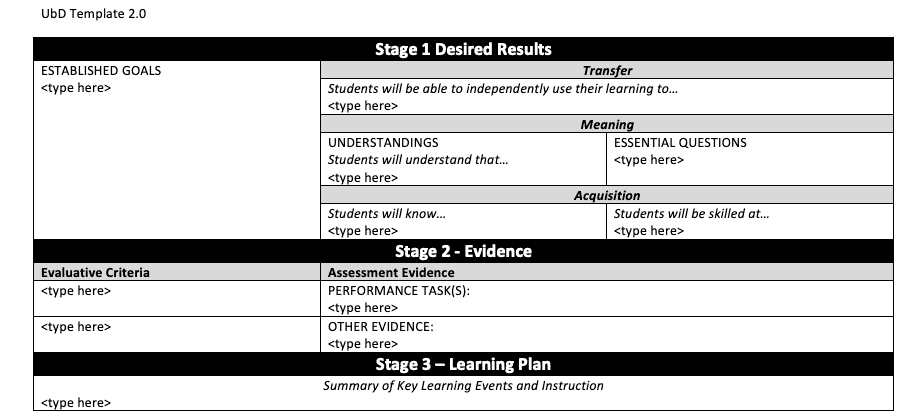 UbD Template 2.0
Stage 1 Desired Results
ESTABLISHED GOALS
<type here>
Transfer
Students will be able to independently use their learning to…
<type here>
Meaning
UNDERSTANDINGS
Students will understand that…
<type here>
ESSENTIAL QUESTIONS
<type here>
Acquisition
Students will know…
<type here>
Students will be skilled at…
<type here>
Stage 2 - Evidence
Evaluative Criteria
Assessment Evidence
<type here>
PERFORMANCE TASK(S):
<type here>
<type here>
OTHER EVIDENCE:
<type here>
Stage 3 – Learning Plan
Summary of Key Learning Events and Instruction
<type here>